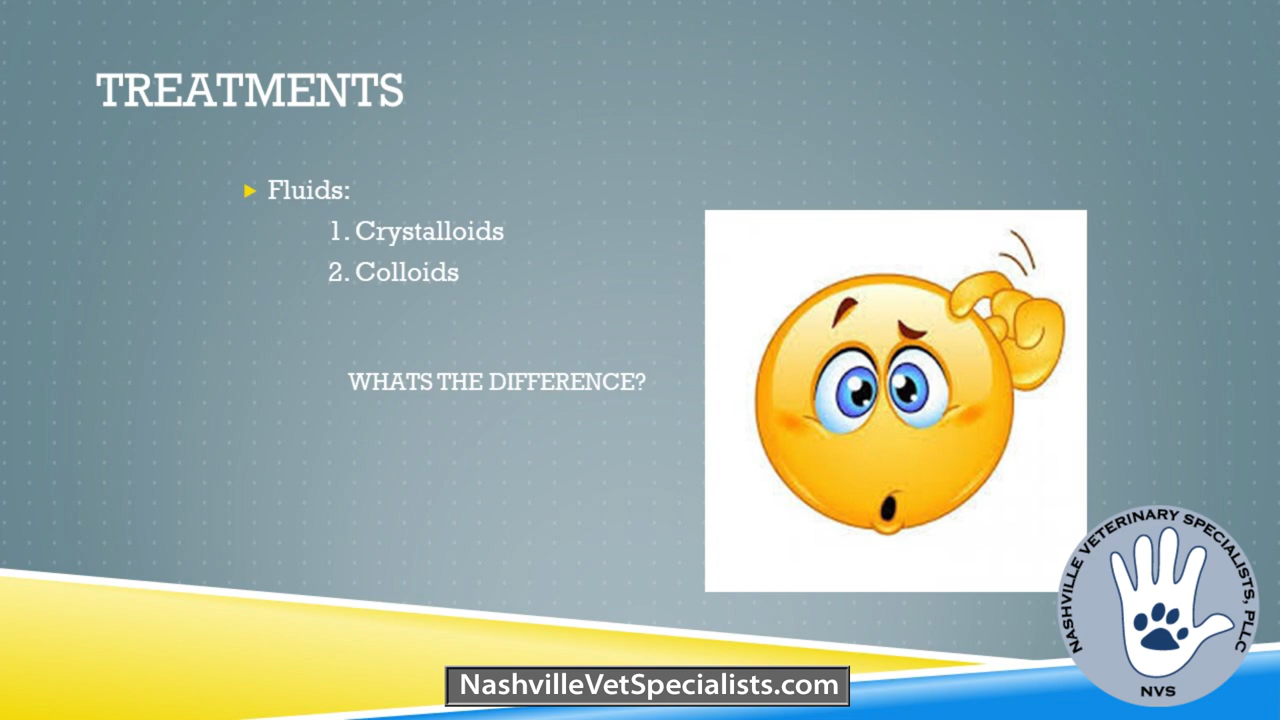 TREATMENTS
Fluids:
1. Crystalloids
2. Colloids
WHATS THE DIFFERENCE?
NASHVILLE VETERINARY SPECIALISTS, PLLC
NVS
NashvilleVetSpecialists.com